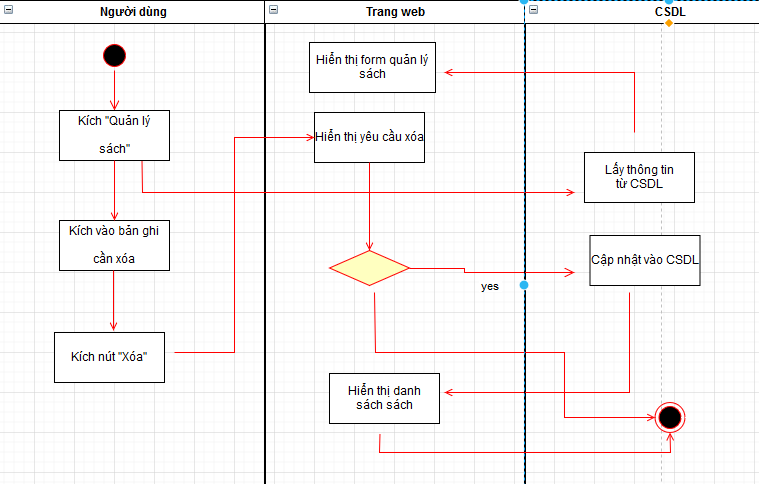 Người dùng
Trang web
CSDL
Kích "Quản lý
sách"
Kích vào bản ghi
cần xóa
Kích nút "Xóa"
Hiển thị form quản lý
sách
Hiển thị yêu cầu xóa
yes
Hiển thị danh
sách sách
Lấy thông tin
từ CSDL
Cập nhật vào CSDL